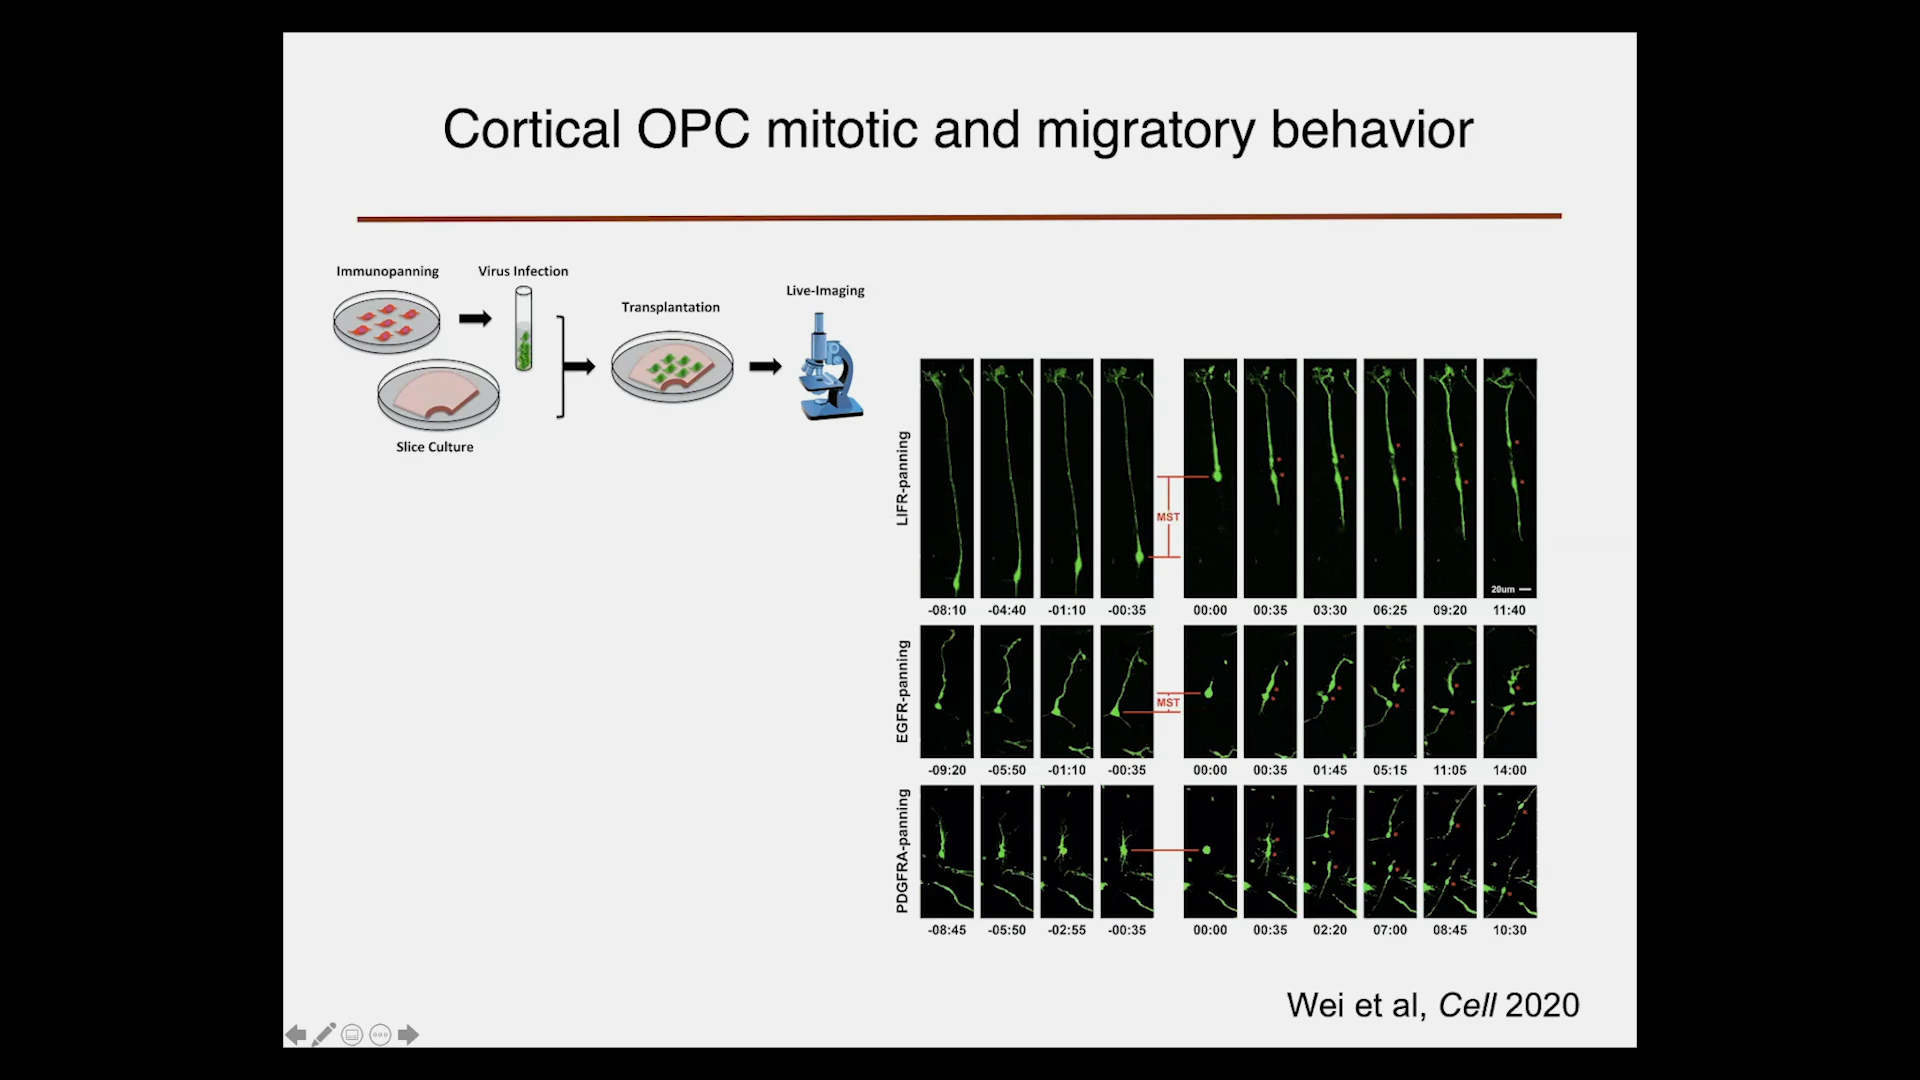 Cortical OPC mitotic and migratory behavior
Immunopanning
Virus Infection
Transplantation
Live-Imaging
Slice Culture
LIFR-panning
MST
20um
-08:10 -04:40 -01:10 -00:35 00:00 00:35 03:30 06:25 09:20 11:40
EGFR-panning
MST
-09:20 -05:50 -01:10 -00:35 00:00 00:35 01:45 05:15 11:05 14:00
PDGFRA-panning
-08:45 -05:50 -02:55 -00:35 00:00 00:35 02:20 07:00 08:45 10:30
Wei et al, Cell 2020